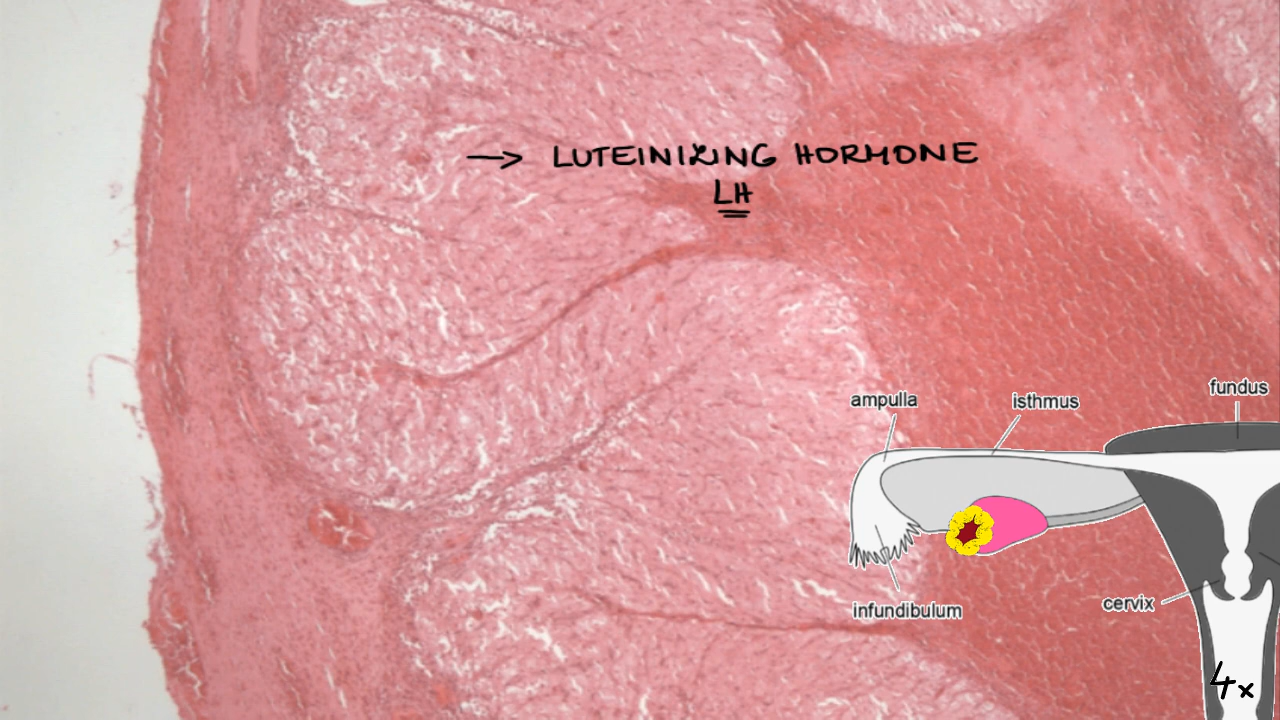 → LUTEINIZING HORMONE
LH
fundus
ampulla
isthmus
infundibulum
cervix
4x